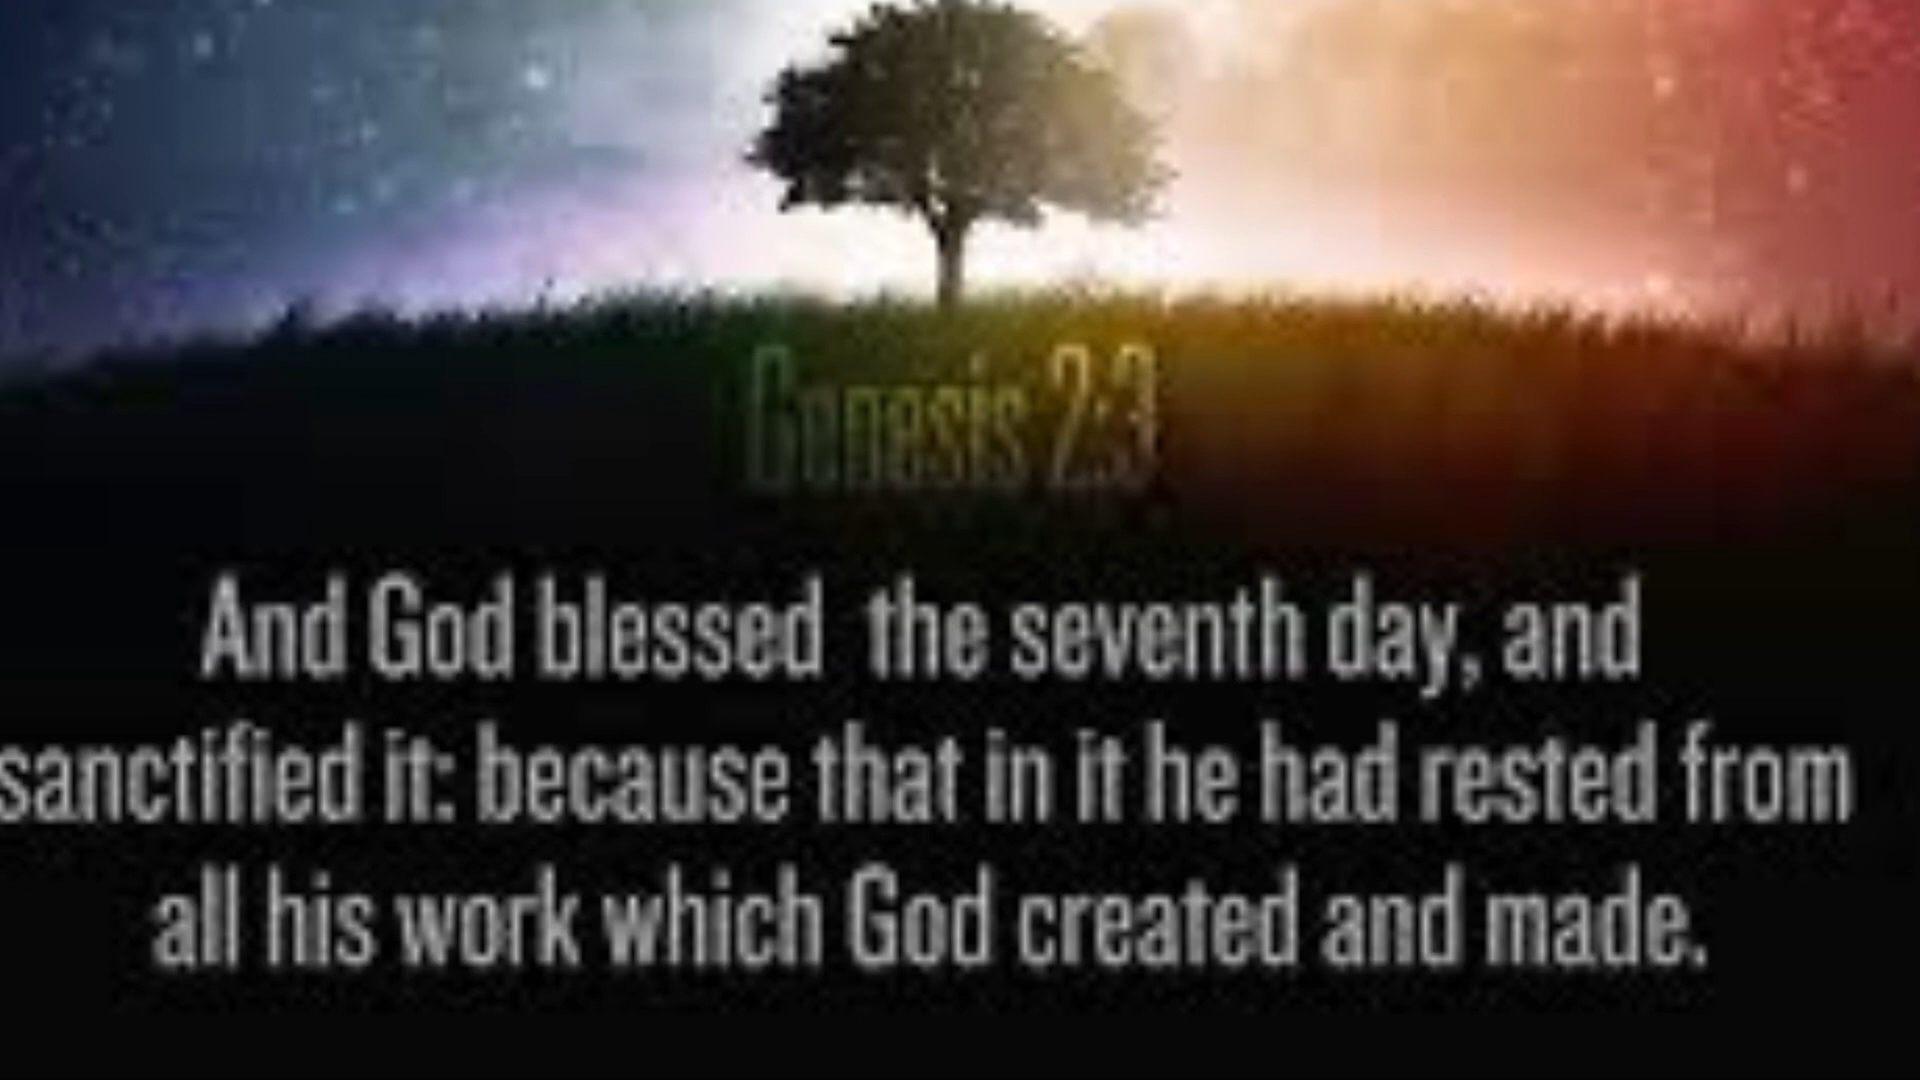 Genesis 2:3
And God blessed the seventh day, and
sanctified it: because that in it he had rested from
all his work which God created and made.